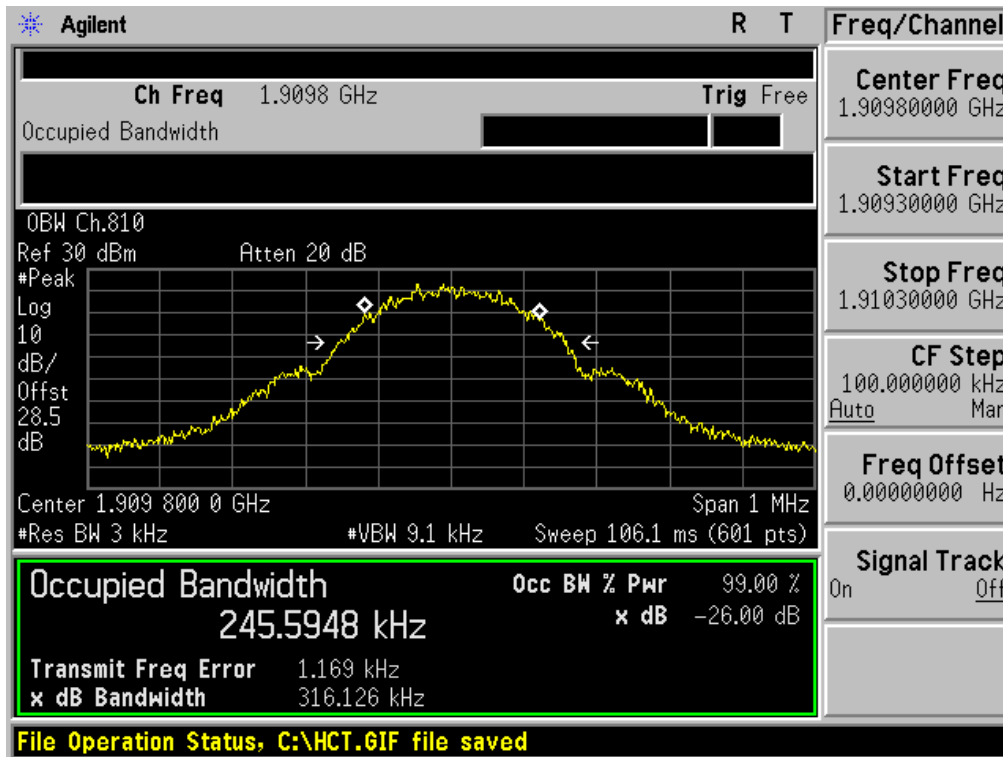 Agilent R T Freq/Channel
Ch Freq 1.9098 GHz Trig Free
Occupied Bandwidth
Center Freq
1.90980000 GHz
Start Freq
1.90930000 GHz
Stop Freq
1.91030000 GHz
CF Step
100.000000 kHz
Auto Man
Freq Offset
0.00000000 Hz
Signal Track
On Off
OBW Ch.810
Ref 30 dBm Atten 20 dB
#Peak
Log
10
dB/
Offst
28.5
dB
Center 1.909 800 0 GHz Span 1 MHz
#Res BW 3 kHz #VBW 9.1 kHz Sweep 106.1 ms (601 pts)
Occupied Bandwidth Occ BW % Pwr 99.00 %
245.5948 kHz x dB -26.00 dB
Transmit Freq Error 1.169 kHz
x dB Bandwidth 316.126 kHz
File Operation Status, C:\HCT.GIF file saved